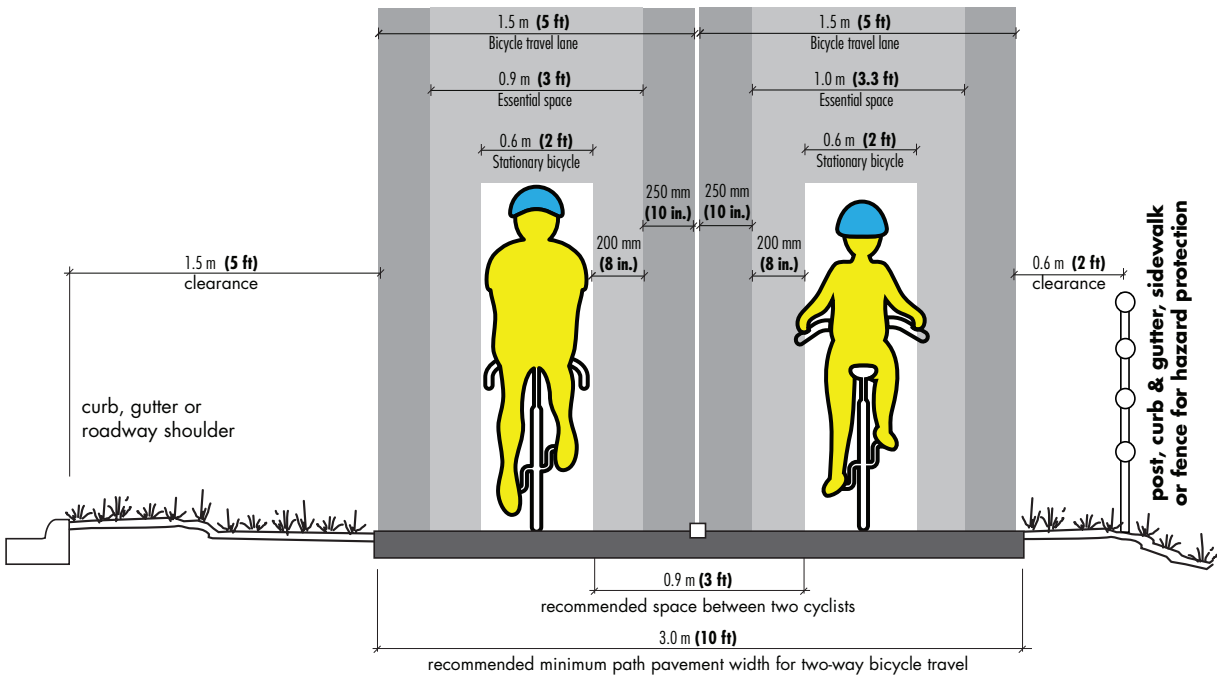 1.5 m (5 ft)
Bicycle travel lane
1.5 m (5 ft)
Bicycle travel lane
0.9 m (3 ft)
Essential space
1.0 m (3.3 ft)
Essential space
0.6 m (2 ft)
Stationary bicycle
0.6 m (2 ft)
Stationary bicycle
250 mm
(10 in.)
250 mm
(10 in.)
200 mm
(8 in.)
200 mm
(8 in.)
1.5 m (5 ft)
clearance
0.6 m (2 ft)
clearance
post, curb & gutter, sidewalk
or fence for hazard protection
curb, gutter or
roadway shoulder
0.9 m (3 ft)
recommended space between two cyclists
3.0 m (10 ft)
recommended minimum path pavement width for two-way bicycle travel